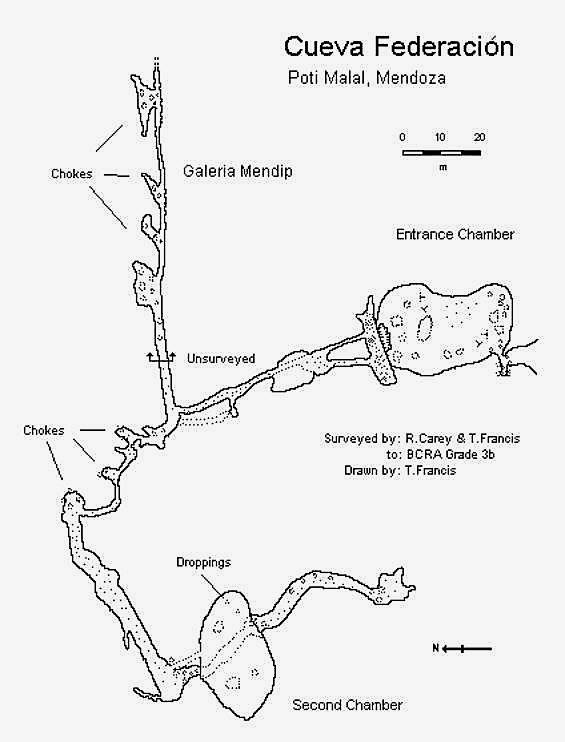 Cueva Federación
Poti Malal, Mendoza
0 10 20
m
Chokes
Galeria Mendip
Entrance Chamber
Unsurveyed
Chokes
Surveyed by: R.Carey & T.Francis
to: BCRA Grade 3b
Drawn by: T.Francis
Droppings
N
Second Chamber